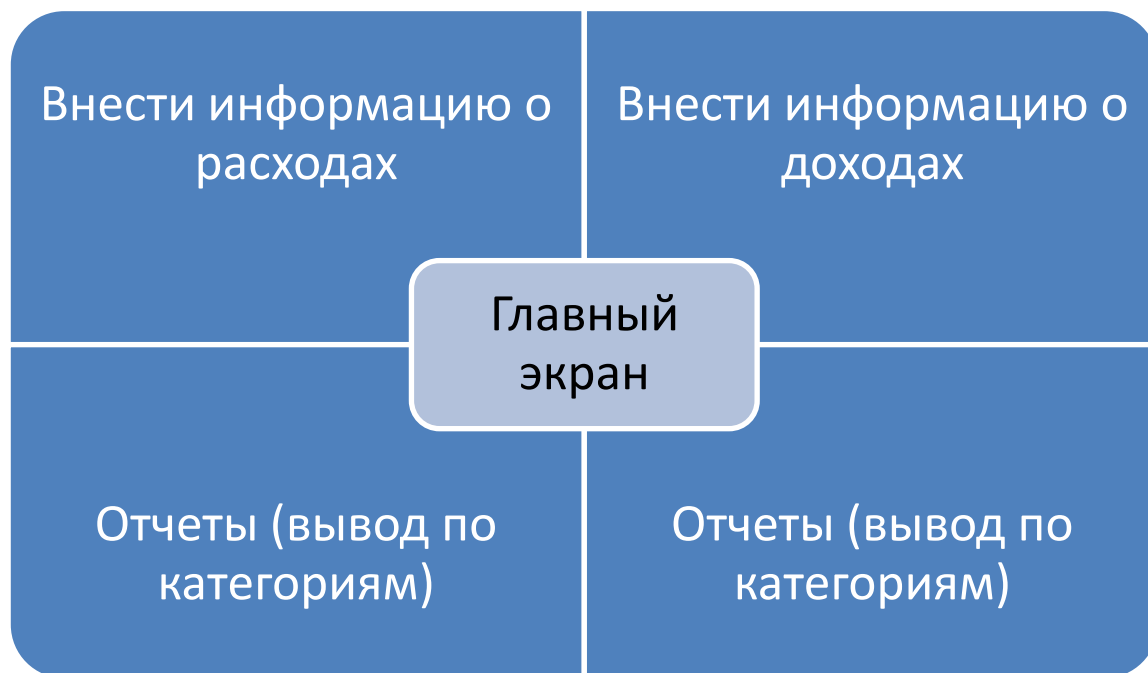 Внести информацию о
расходах
Внести информацию о
доходах
Главный
экран
Отчеты (вывод по
категориям)
Отчеты (вывод по
категориям)